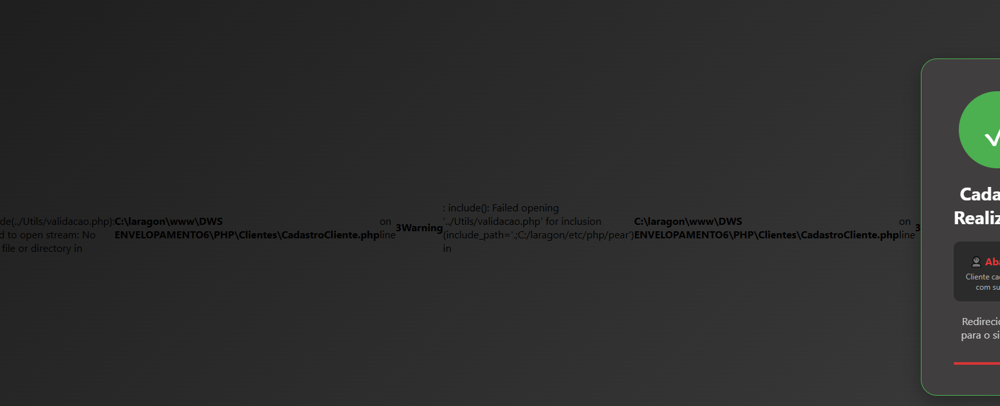 : include(): Failed opening
de(../Utils/validacao.php): C:\laragon\www\DWS on '../Utils/validacao.php' for inclusion C:\laragon\www\DWS on
3Warning 3
d to open stream: No ENVELOPAMENTO6\PHP\Clientes\CadastroCliente.php line (include_path='.;C:/laragon/etc/php/pear') ENVELOPAMENTO6\PHP\Clientes\CadastroCliente.php line
file or directory in in
Cada
Realiz
Aba
Cliente ca
com su
Redireci
para o si